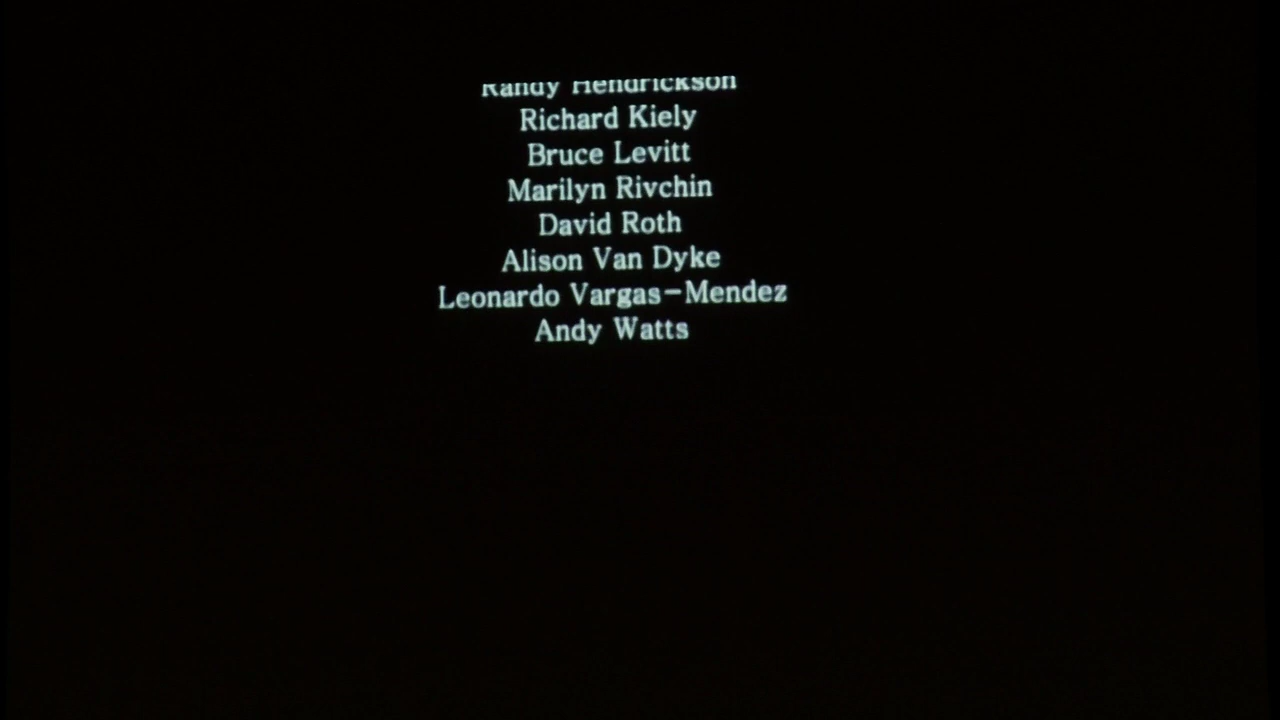 Randy Hendrickson
Richard Kiely
Bruce Levitt
Marilyn Rivchin
David Roth
Alison Van Dyke
Leonardo Vargas-Mendez
Andy Watts